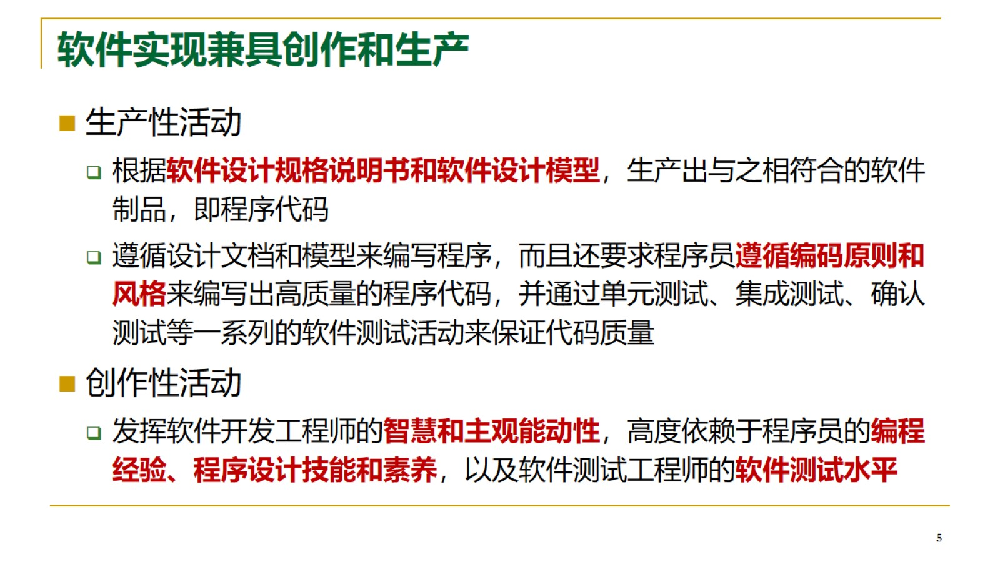 软件实现兼具创作和生产
生产性活动
根据软件设计规格说明书和软件设计模型，生产出与之相符合的软件
制品，即程序代码
遵循设计文档和模型来编写程序，而且还要求程序员遵循编码原则和
风格来编写出高质量的程序代码，并通过单元测试、集成测试、确认
测试等一系列的软件测试活动来保证代码质量
创作性活动
发挥软件开发工程师的智慧和主观能动性，高度依赖于程序员的编程
经验、程序设计技能和素养，以及软件测试工程师的软件测试水平
5